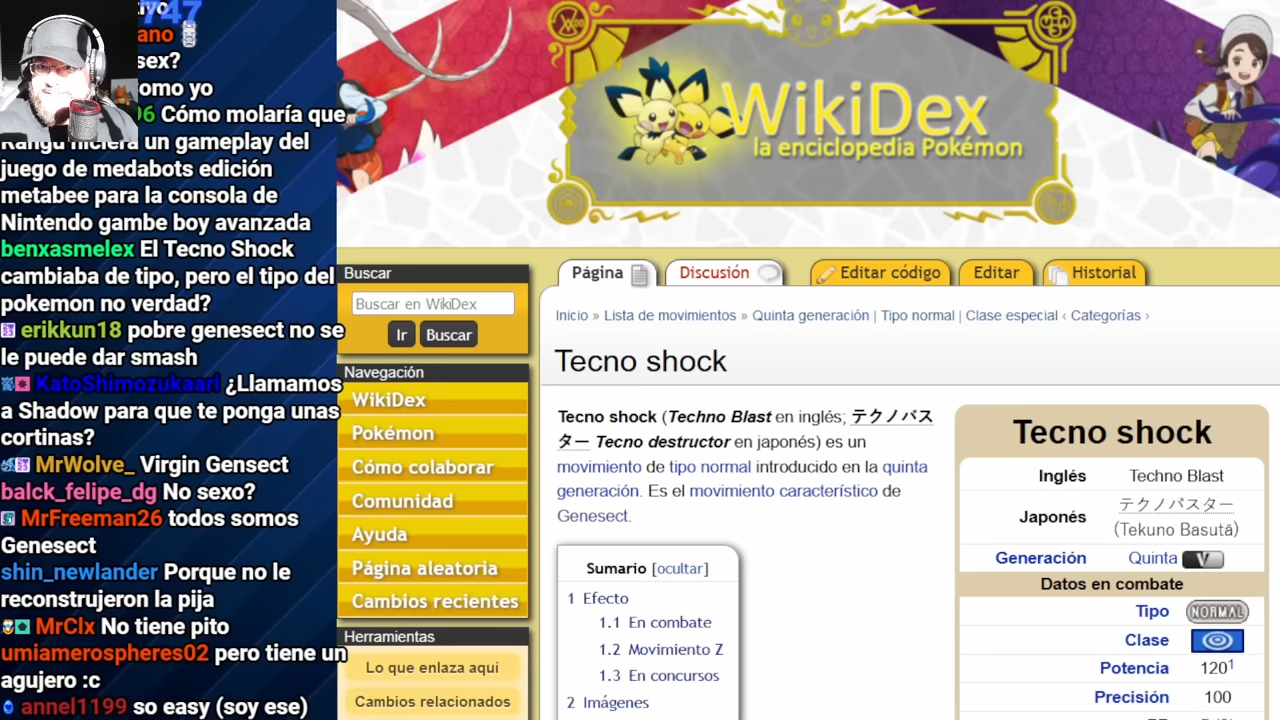 747
ano
sex?
omo yo
96 Cómo molaría que
Rangu hiciera un gameplay del
juego de medabots edición
metabee para la consola de
Nintendo gambe boy avanzada
benxasmelex El Tecno Shock
cambiaba de tipo, pero el tipo del
pokemon no verdad?
erikkun18 pobre genesect no se
le puede dar smash
KatoShimozukaari ¿Llamamos
a Shadow para que te ponga unas
cortinas?
MrWolve_ Virgin Gensect
balck_felipe_dg No sexo?
MrFreeman26 todos somos
Genesect
shin_newlander Porque no le
reconstrujeron la pija
MrClx No tiene pito
umiamerospheres02 pero tiene un
agujero :c
annel1199 so easy (soy ese)
WikiDex
la enciclopedia Pokémon
Buscar
Buscar en WikiDex
Ir Buscar
Navegación
WikiDex
Pokémon
Cómo colaborar
Comunidad
Ayuda
Página aleatoria
Cambios recientes
Herramientas
Lo que enlaza aquí
Cambios relacionados
Página Discusión Editar código Editar Historial
Inicio » Lista de movimientos » Quinta generación | Tipo normal | Clase especial ‹ Categorías ›
Tecno shock
Tecno shock (Techno Blast en inglés; テクノバス
ター Tecno destructor en japonés) es un
movimiento de tipo normal introducido en la quinta
generación. Es el movimiento característico de
Genesect.
Sumario [ocultar]
1 Efecto
1.1 En combate
1.2 Movimiento Z
1.3 En concursos
2 Imágenes
Tecno shock
Inglés Techno Blast
Japonés テクノバスター
(Tekuno Basutā)
Generación Quinta V
Datos en combate
Tipo NORMAL
Clase
Potencia 120¹
Precisión 100